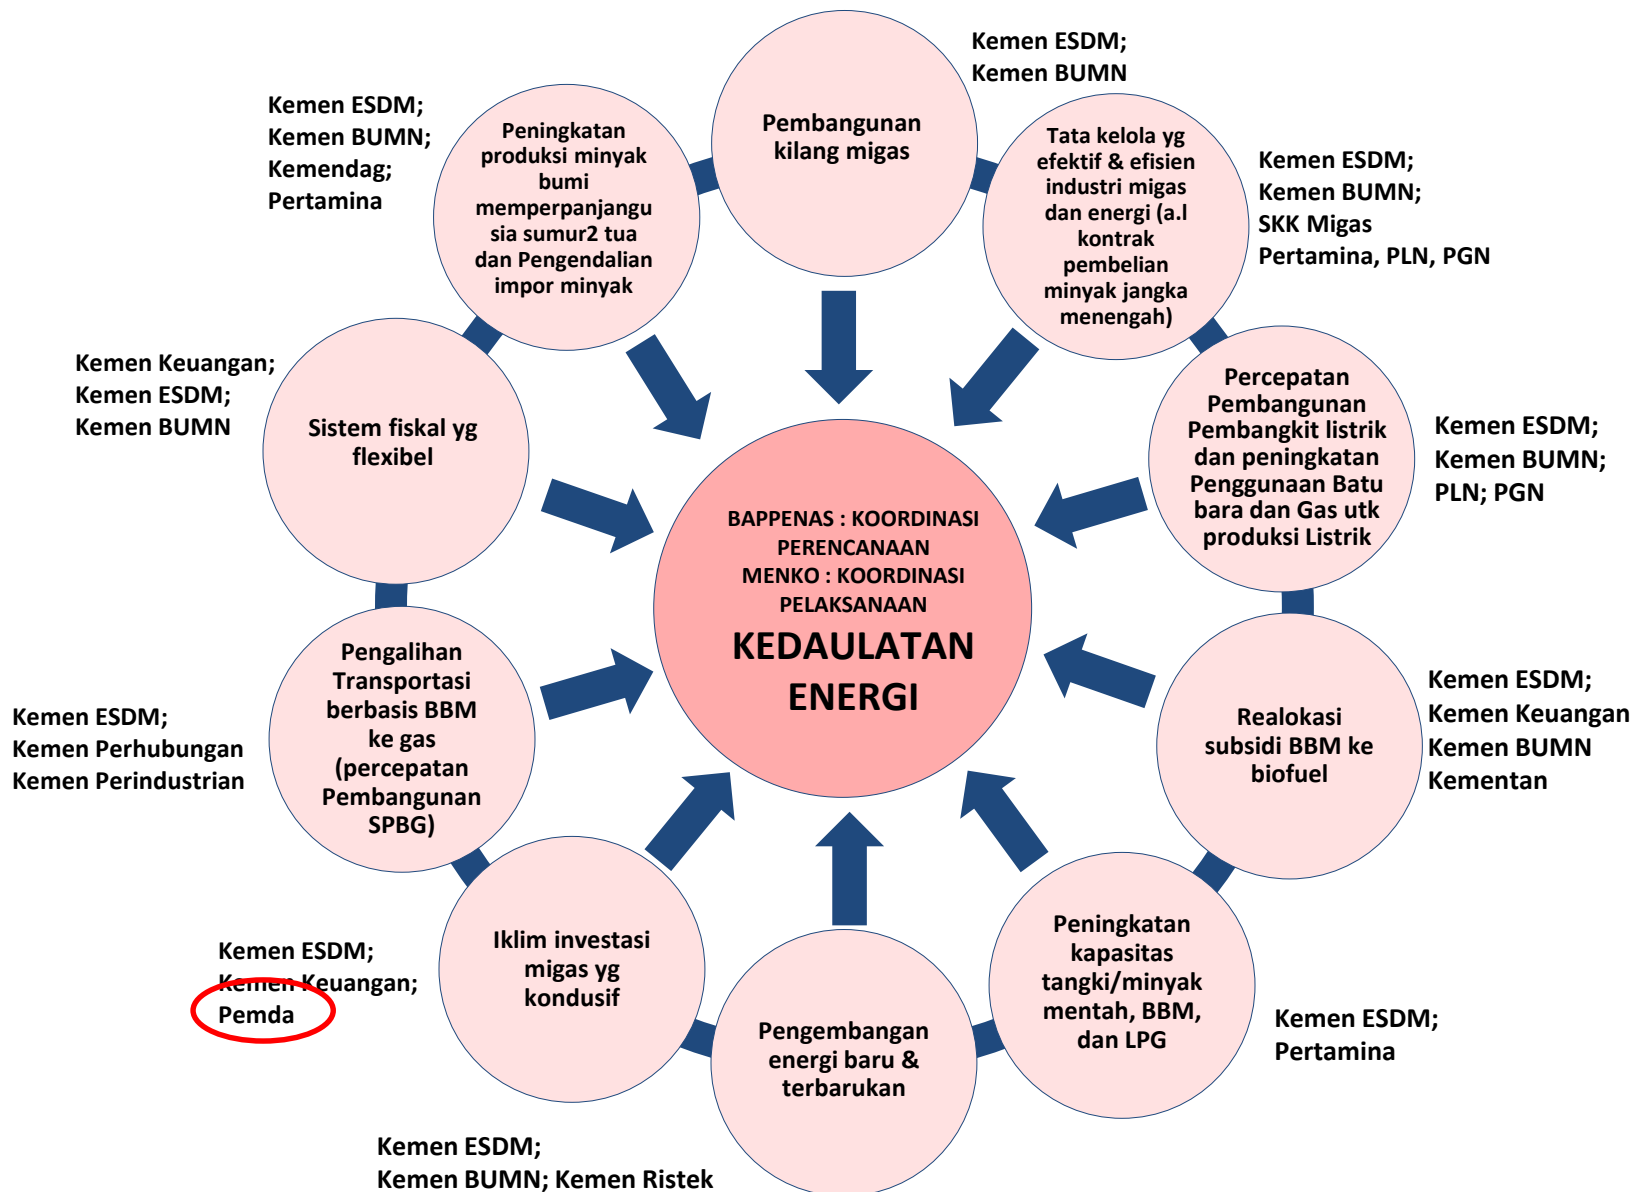 Kemen ESDM;
Kemen BUMN
Pembangunan
kilang migas
Kemen ESDM;
Kemen BUMN;
Kemendag;
Pertamina
Peningkatan
produksi minyak
bumi
memperpanjangu
sia sumur2 tua
dan Pengendalian
impor minyak
Tata kelola yg
efektif & efisien
industri migas
dan energi (a.l
kontrak
pembelian
minyak jangka
menengah)
Kemen ESDM;
Kemen BUMN;
SKK Migas
Pertamina, PLN, PGN
Kemen Keuangan;
Kemen ESDM;
Kemen BUMN
Sistem fiskal yg
flexibel
Percepatan
Pembangunan
Pembangkit listrik
dan peningkatan
Penggunaan Batu
bara dan Gas utk
produksi Listrik
Kemen ESDM;
Kemen BUMN;
PLN; PGN
BAPPENAS : KOORDINASI
PERENCANAAN
MENKO : KOORDINASI
PELAKSANAAN
KEDAULATAN
ENERGI
Kemen ESDM;
Kemen Perhubungan
Kemen Perindustrian
Pengalihan
Transportasi
berbasis BBM
ke gas
(percepatan
Pembangunan
SPBG)
Realokasi
subsidi BBM ke
biofuel
Kemen ESDM;
Kemen Keuangan
Kemen BUMN
Kementan
Kemen ESDM;
Kemen Keuangan;
Pemda
Iklim investasi
migas yg
kondusif
Pengembangan
energi baru &
terbarukan
Peningkatan
kapasitas
tangki/minyak
mentah, BBM,
dan LPG
Kemen ESDM;
Pertamina
Kemen ESDM;
Kemen BUMN; Kemen Ristek